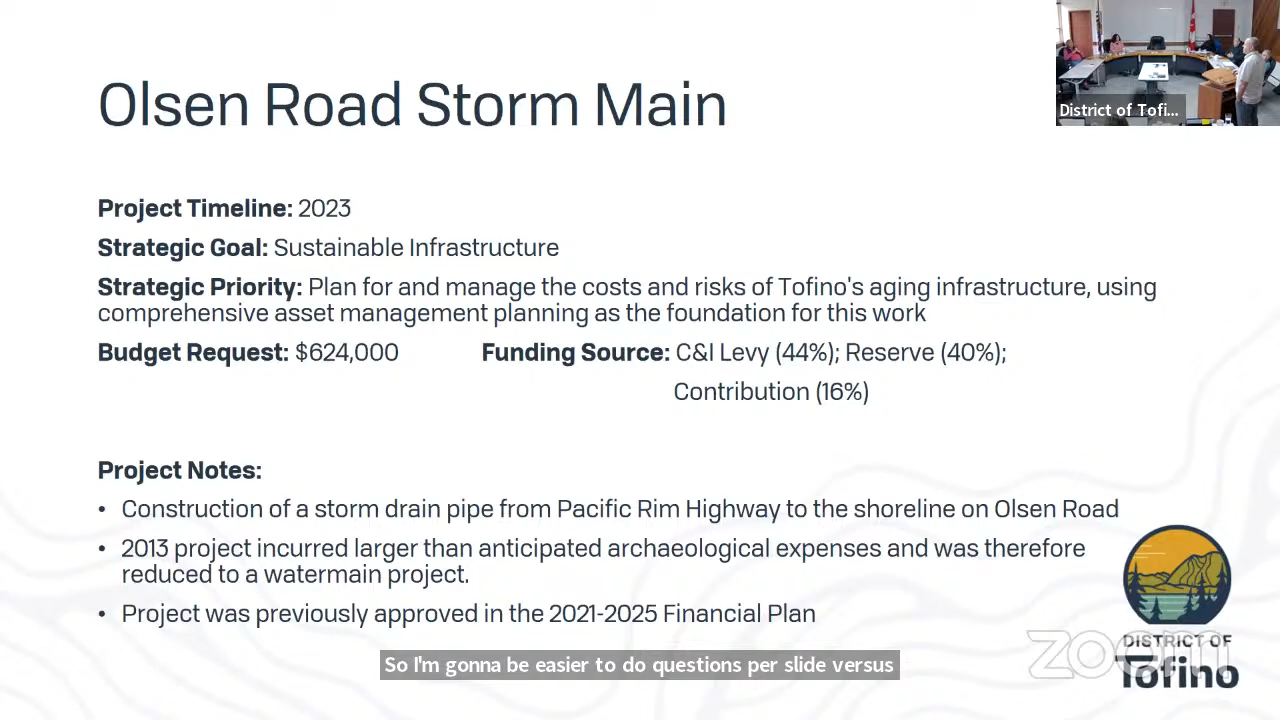 Olsen Road Storm Main
District of Tofi...
Project Timeline: 2023
Strategic Goal: Sustainable Infrastructure
Strategic Priority: Plan for and manage the costs and risks of Tofino's aging infrastructure, using
comprehensive asset management planning as the foundation for this work
Budget Request: $624,000 Funding Source: C&I Levy (44%); Reserve (40%);
Contribution (16%)
Project Notes:
• Construction of a storm drain pipe from Pacific Rim Highway to the shoreline on Olsen Road
• 2013 project incurred larger than anticipated archaeological expenses and was therefore
reduced to a watermain project.
• Project was previously approved in the 2021-2025 Financial Plan
So I'm gonna be easier to do questions per slide versus
zoom
DISTRICT OF
Tofino